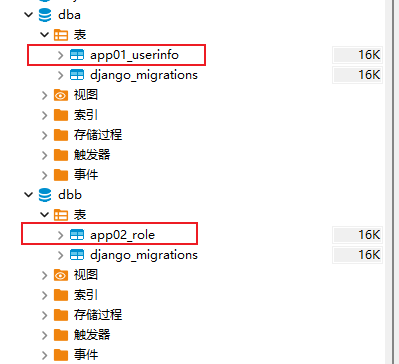 dba
表
app01_userinfo 16K
django_migrations 16K
视图
索引
存储过程
触发器
事件
dbb
表
app02_role 16K
django_migrations 16K
视图
索引
存储过程
触发器
事件